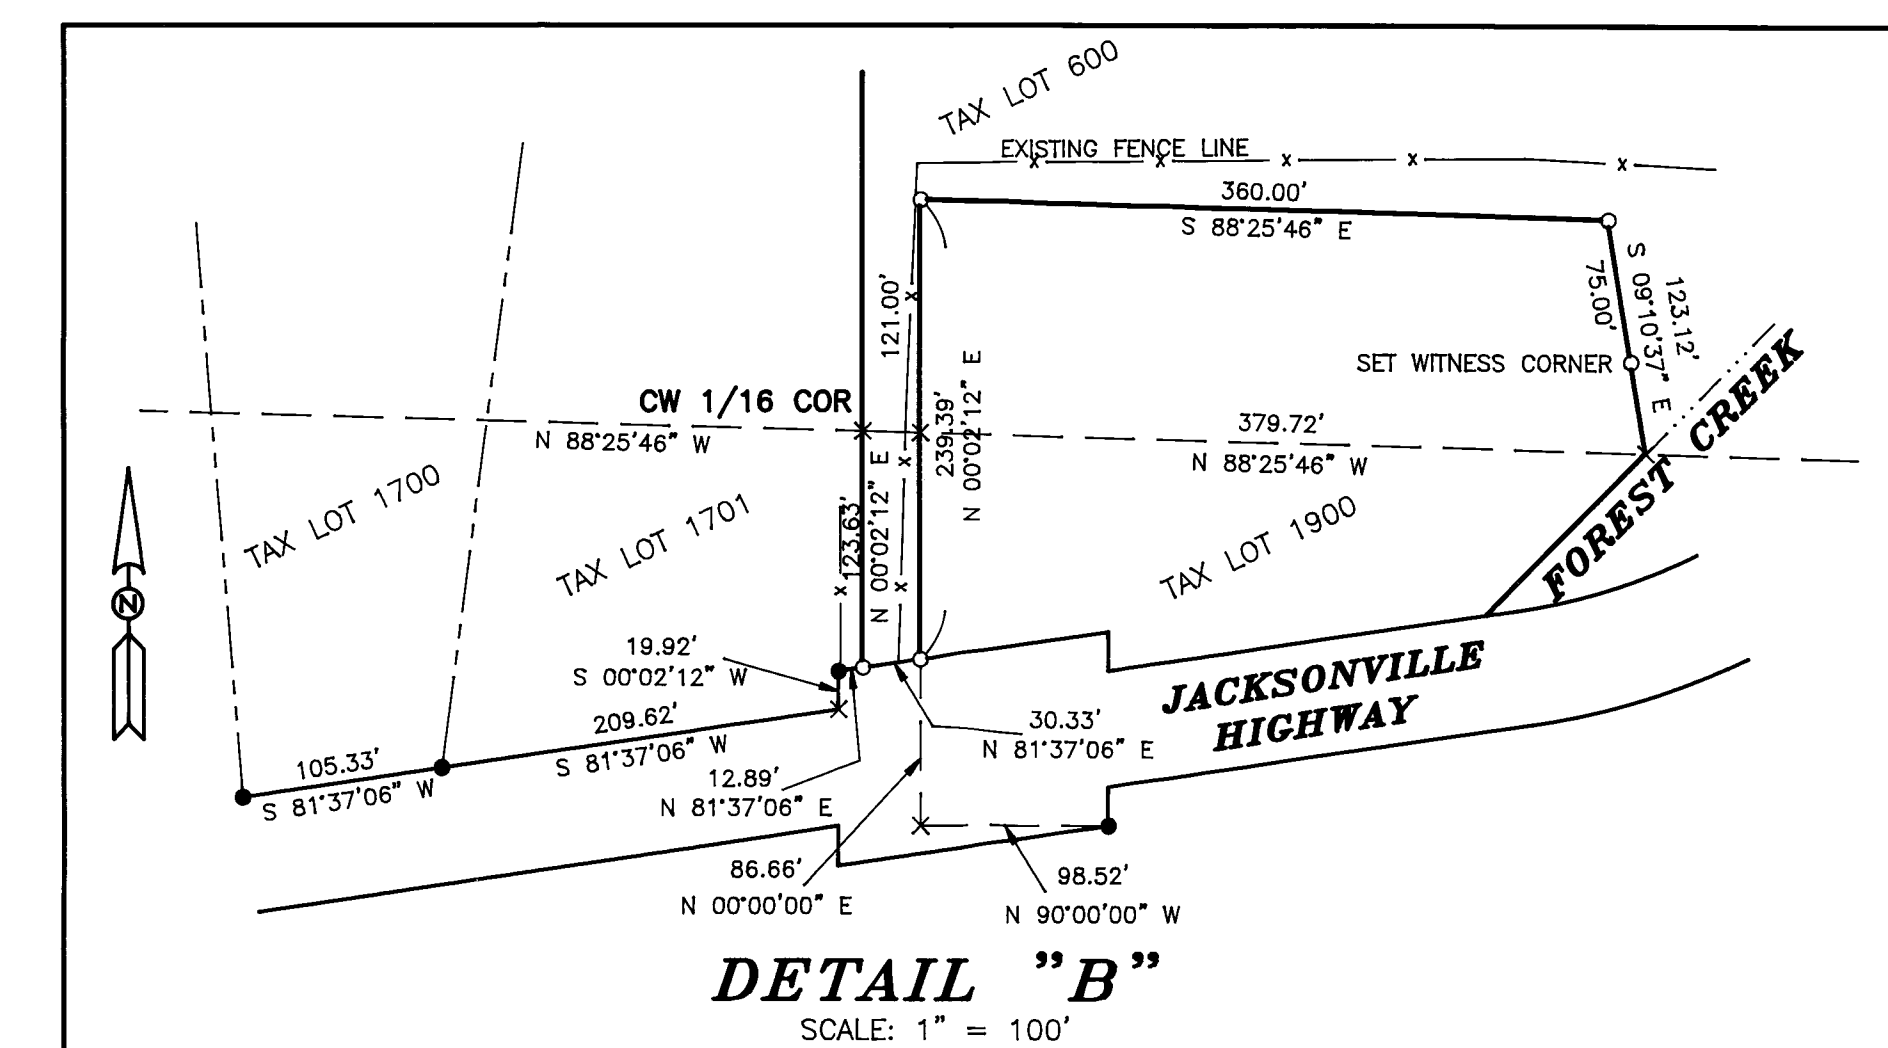 TAX LOT 600
EXISTING FENCE LINE
360.00'
S 88°25'46" E
121.00'
S 09°10'37" E
75.00'
123.12'
SET WITNESS CORNER
CW 1/16 COR
N 88°25'46" W
239.39'
N 00°02'12" E
379.72'
N 88°25'46" W
FOREST CREEK
TAX LOT 1700
TAX LOT 1701
123.63'
N 00°02'12" E
TAX LOT 1900
N
19.92'
S 00°02'12" W
209.62'
S 81°37'06" W
105.33'
S 81°37'06" W
12.89'
N 81°37'06" E
30.33'
N 81°37'06" E
JACKSONVILLE
HIGHWAY
86.66'
N 00°00'00" E
98.52'
N 90°00'00" W
DETAIL "B"
SCALE: 1" = 100'